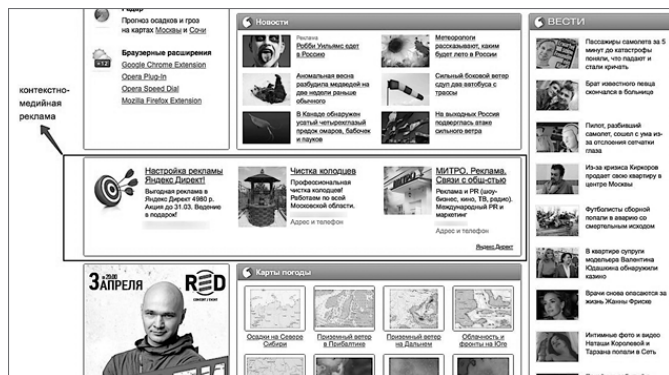 Радар
Прогноз осадков и гроз
на картах Москвы и Сочи
Браузерные расширения
+12
Google Chrome Extension
Opera Plug-In
Opera Speed Dial
Mozilla Firefox Extension
контекстно-
медийная
реклама
Новости
Реклама
Робби Уильямс едет
в Россию
Метеорологи
рассказывают, каким
будет лето в России
Аномальная весна
разбудила медведей на
две недели раньше
обычного
Сильный боковой ветер
сдул два автобуса с
трассы
В Канаде обнаружен
усатый четырехглазый
предок омаров, бабочек
и пауков
На выходных Россия
подверглась атаке
сильного ветра
Настройка рекламы
Яндекс Директ!
Выгодная реклама в
Яндекс Директ 4980 р.
Акция до 31.03. Ведение
в подарок!
Чистка колодцев
Профессиональная
чистка колодцев!
Работаем по всей
Московской области.
Адрес и телефон
МИТРО. Реклама.
Связи с общ-стью
Реклама и PR (шоу-
бизнес, кино, ТВ, радио).
Международный PR и
маркетинг
Адрес и телефон
Яндекс.Директ
3 в 20:00
АПРЕЛЯ
RED
Карты погоды
Осадки на Севере
Сибири
Приземный ветер
в Прибалтике
Приземный ветер
на Дальнем
Облачность и
фронты на Юге
ВЕСТИ
Пассажиры самолета за 5
минут до катастрофы
поняли, что падают и
стали кричать
Брат известного певца
скончался в больнице
Пилот, разбивший
самолет, сошел с ума из-
за отслоения сетчатки
глаза
Из-за кризиса Киркоров
продает свою квартиру в
центре Москвы
Футболисты сборной
попали в аварию со
смертельным исходом
В квартире супруги
модельера Валентина
Юдашкина обнаружили
казино
Врачи снова опасаются за
жизнь Жанны Фриске
Интимные фото и видео
Наташи Королевой и
Тарзана попали в Сеть